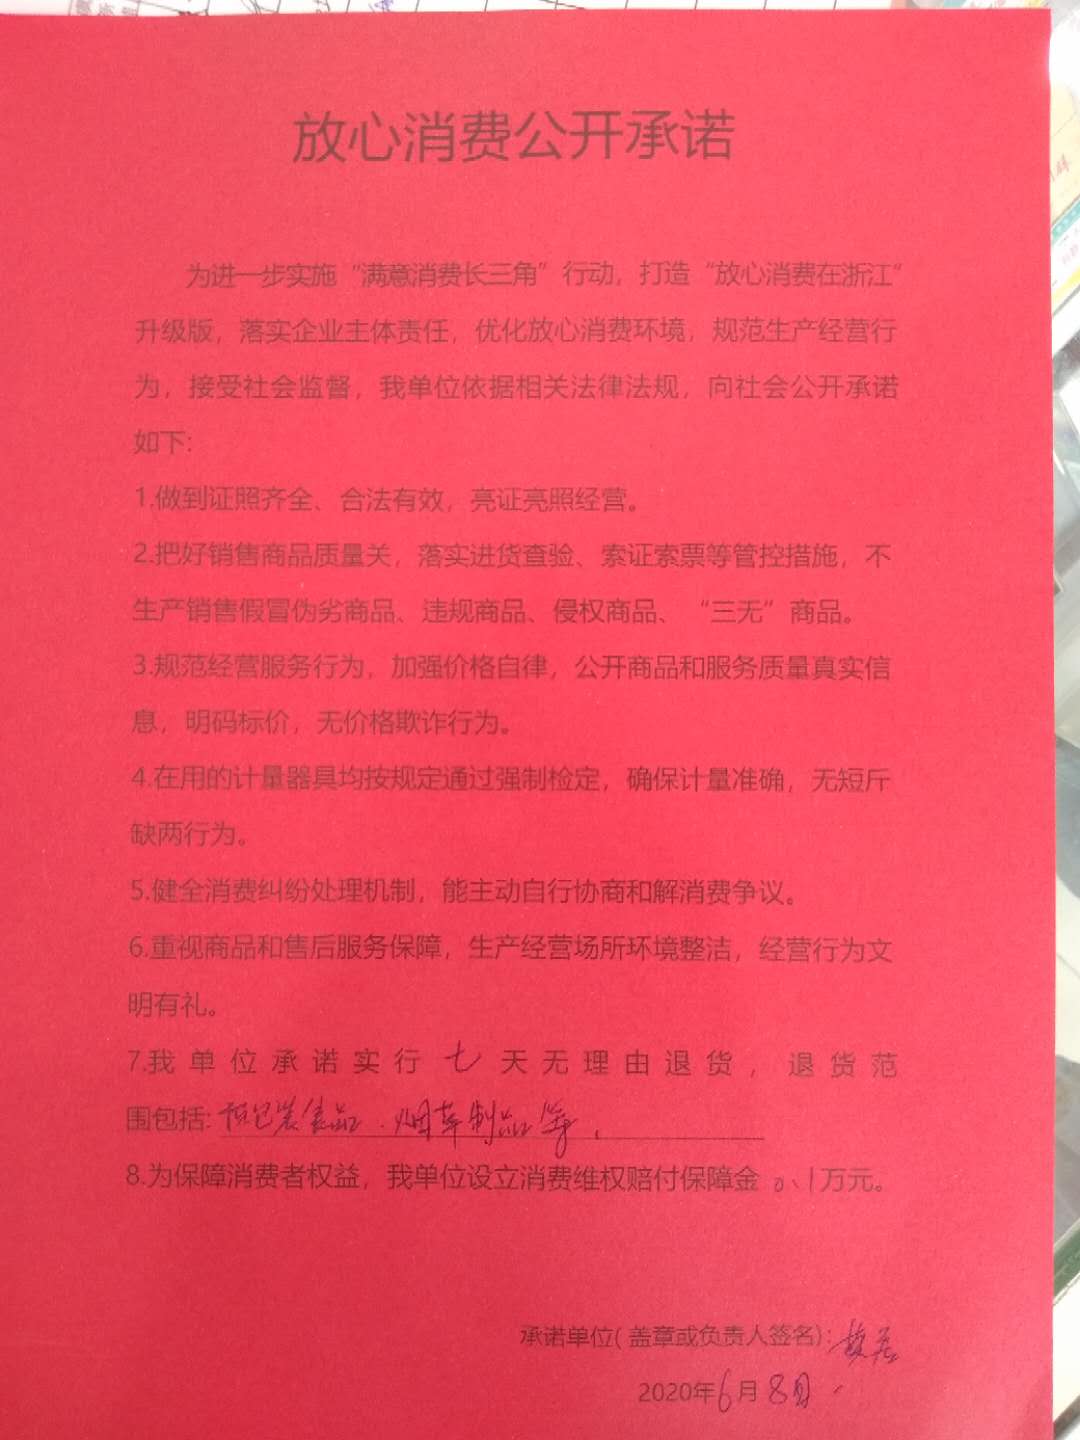 放心消费公开承诺
为进一步实施“满意消费长三角”行动，打造“放心消费在浙江”
升级版，落实企业主体责任，优化放心消费环境，规范生产经营行
为，接受社会监督，我单位依据相关法律法规，向社会公开承诺
如下:
1.做到证照齐全、合法有效，亮证亮照经营。
2.把好销售商品质量关，落实进货查验、索证索票等管控措施，不
生产销售假冒伪劣商品、违规商品、侵权商品、“三无”商品。
3.规范经营服务行为，加强价格自律，公开商品和服务质量真实信
息，明码标价，无价格欺诈行为。
4.在用的计量器具均按规定通过强制检定，确保计量准确，无短斤
缺两行为。
5.健全消费纠纷处理机制，能主动自行协商和解消费争议。
6.重视商品和售后服务保障，生产经营场所环境整洁，经营行为文
明有礼。
7.我单位承诺实行七天无理由退货，退货范
围包括:预包装食品、烟草制品等.
8.为保障消费者权益，我单位设立消费维权赔付保障金0.1万元。
承诺单位(盖章或负责人签名):
2020年6月8日